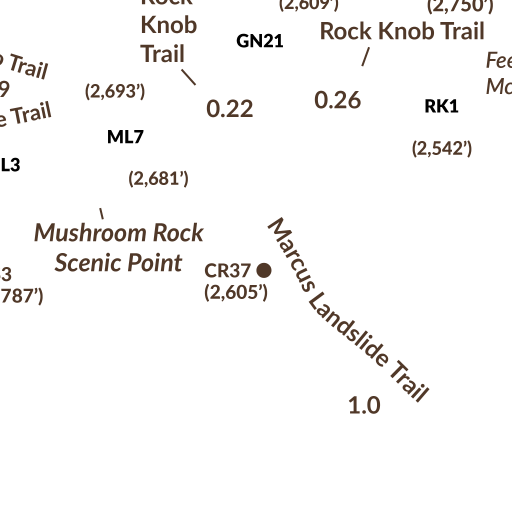 Rock
Knob
Trail
(2,609')
(2,750')
GN21
Rock Knob Trail
Trail
9
(2,693')
0.22
0.26
RK1
Trail
ML7
(2,542')
L3
(2,681')
Mushroom Rock
Scenic Point
CR37
(2,605')
3
787')
Marcus Landslide Trail
1.0